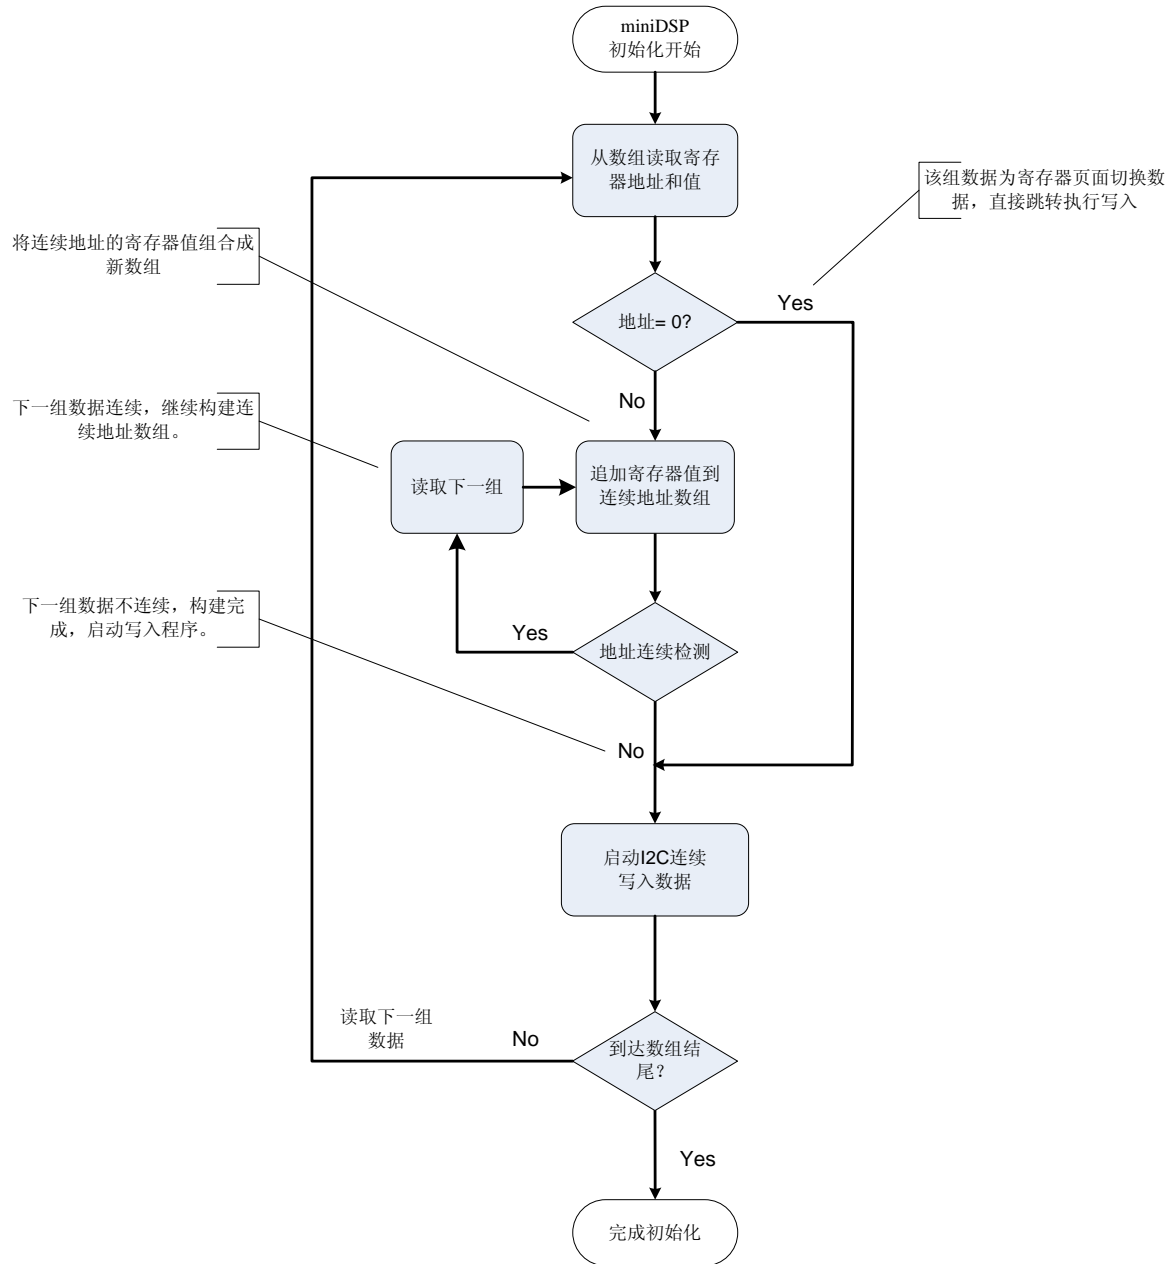 miniDSP
初始化开始
从数组读取寄存
器地址和值
该组数据为寄存器页面切换数
据，直接跳转执行写入
将连续地址的寄存器值组合成
新数组
Yes
地址= 0?
No
下一组数据连续，继续构建连
续地址数组。
读取下一组
追加寄存器值到
连续地址数组
下一组数据不连续，构建完
成，启动写入程序。
Yes
地址连续检测
No
启动I2C连续
写入数据
读取下一组
数据
No
到达数组结
尾？
Yes
完成初始化